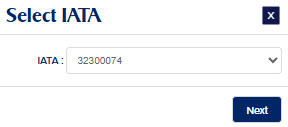 Select IATA
X
IATA : 32300074
Next